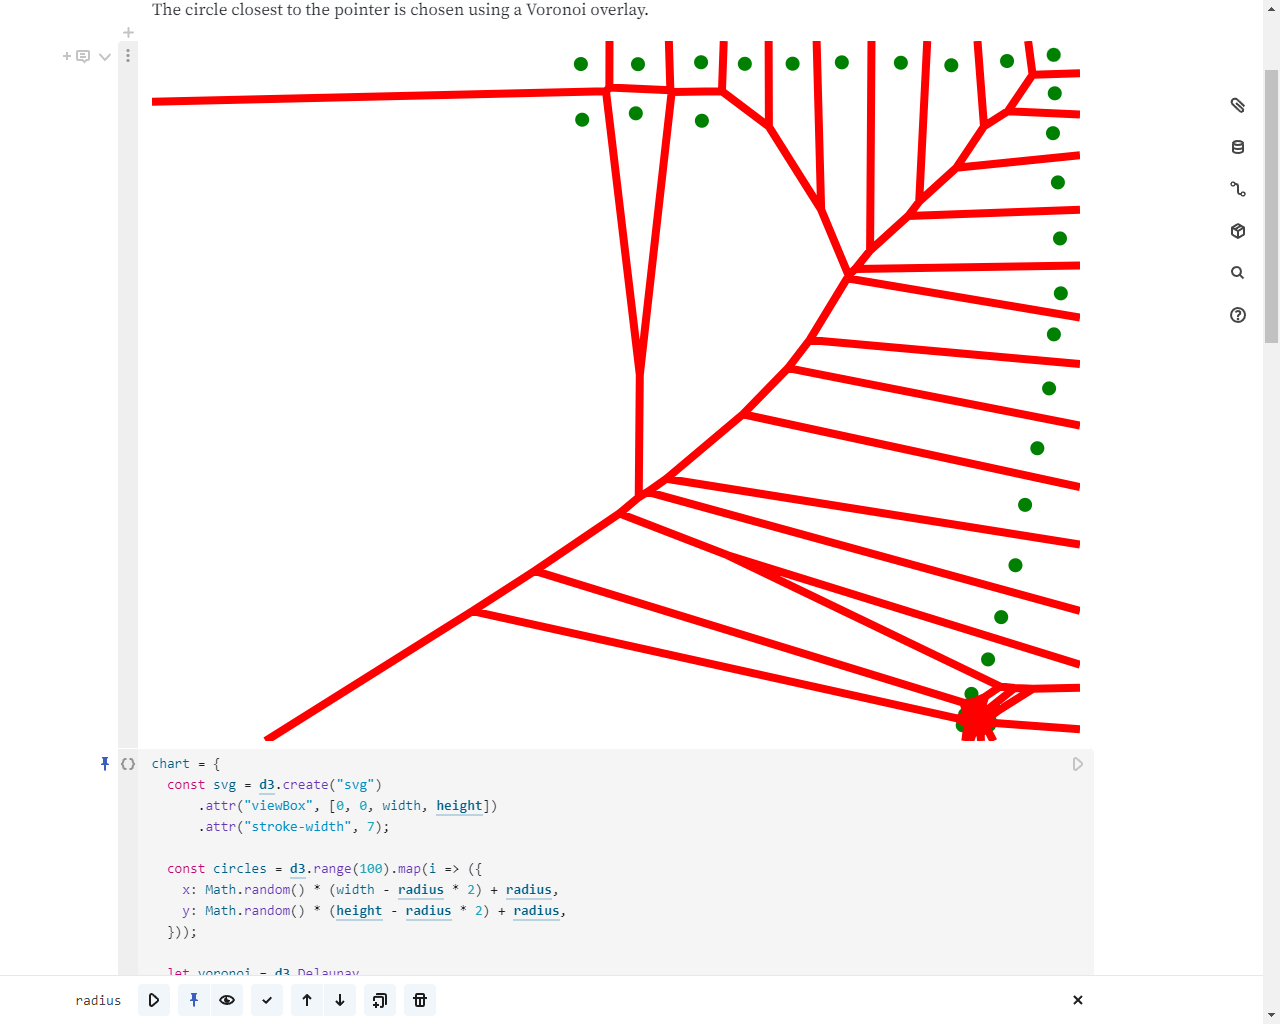 The circle closest to the pointer is chosen using a Voronoi overlay.
chart = {
const svg = d3.create("svg")
.attr("viewBox", [0, 0, width, height])
.attr("stroke-width", 7);
const circles = d3.range(100).map(i => ({
x: Math.random() * (width - radius * 2) + radius,
y: Math.random() * (height - radius * 2) + radius,
}));
let voronoi = d3.Delaunay
radius